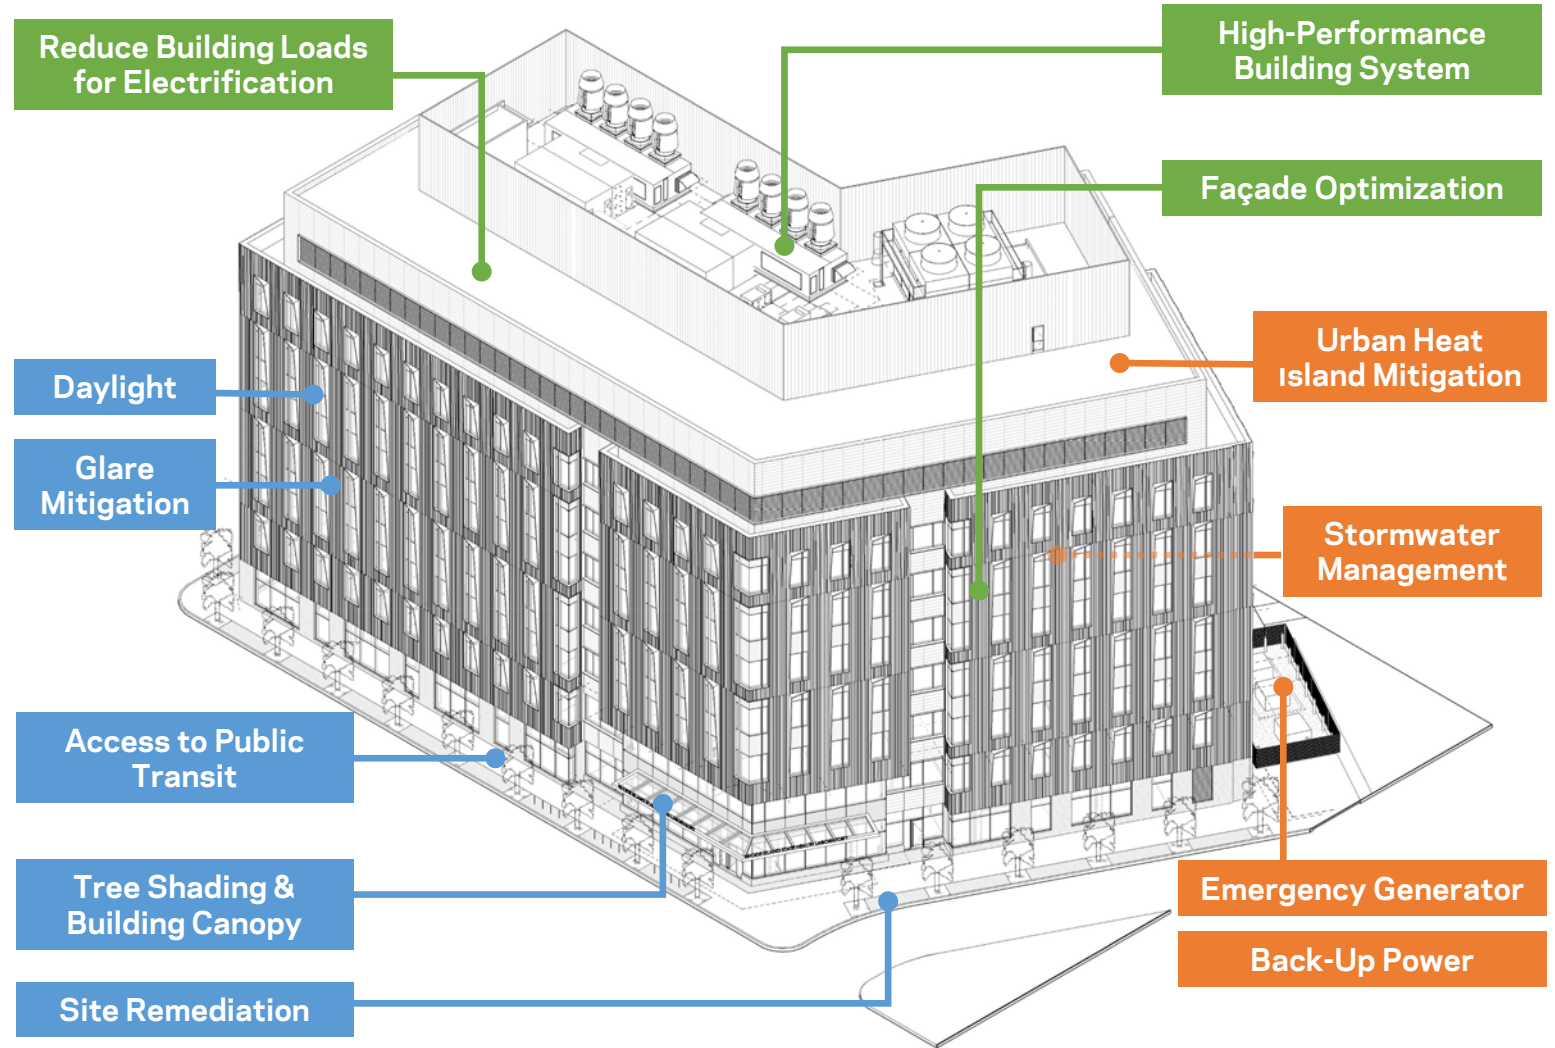 Reduce Building Loads
for Electrification
High-Performance
Building System
Façade Optimization
Urban Heat
Island Mitigation
Daylight
Glare
Mitigation
Stormwater
Management
Access to Public
Transit
Tree Shading &
Building Canopy
Emergency Generator
Back-Up Power
Site Remediation